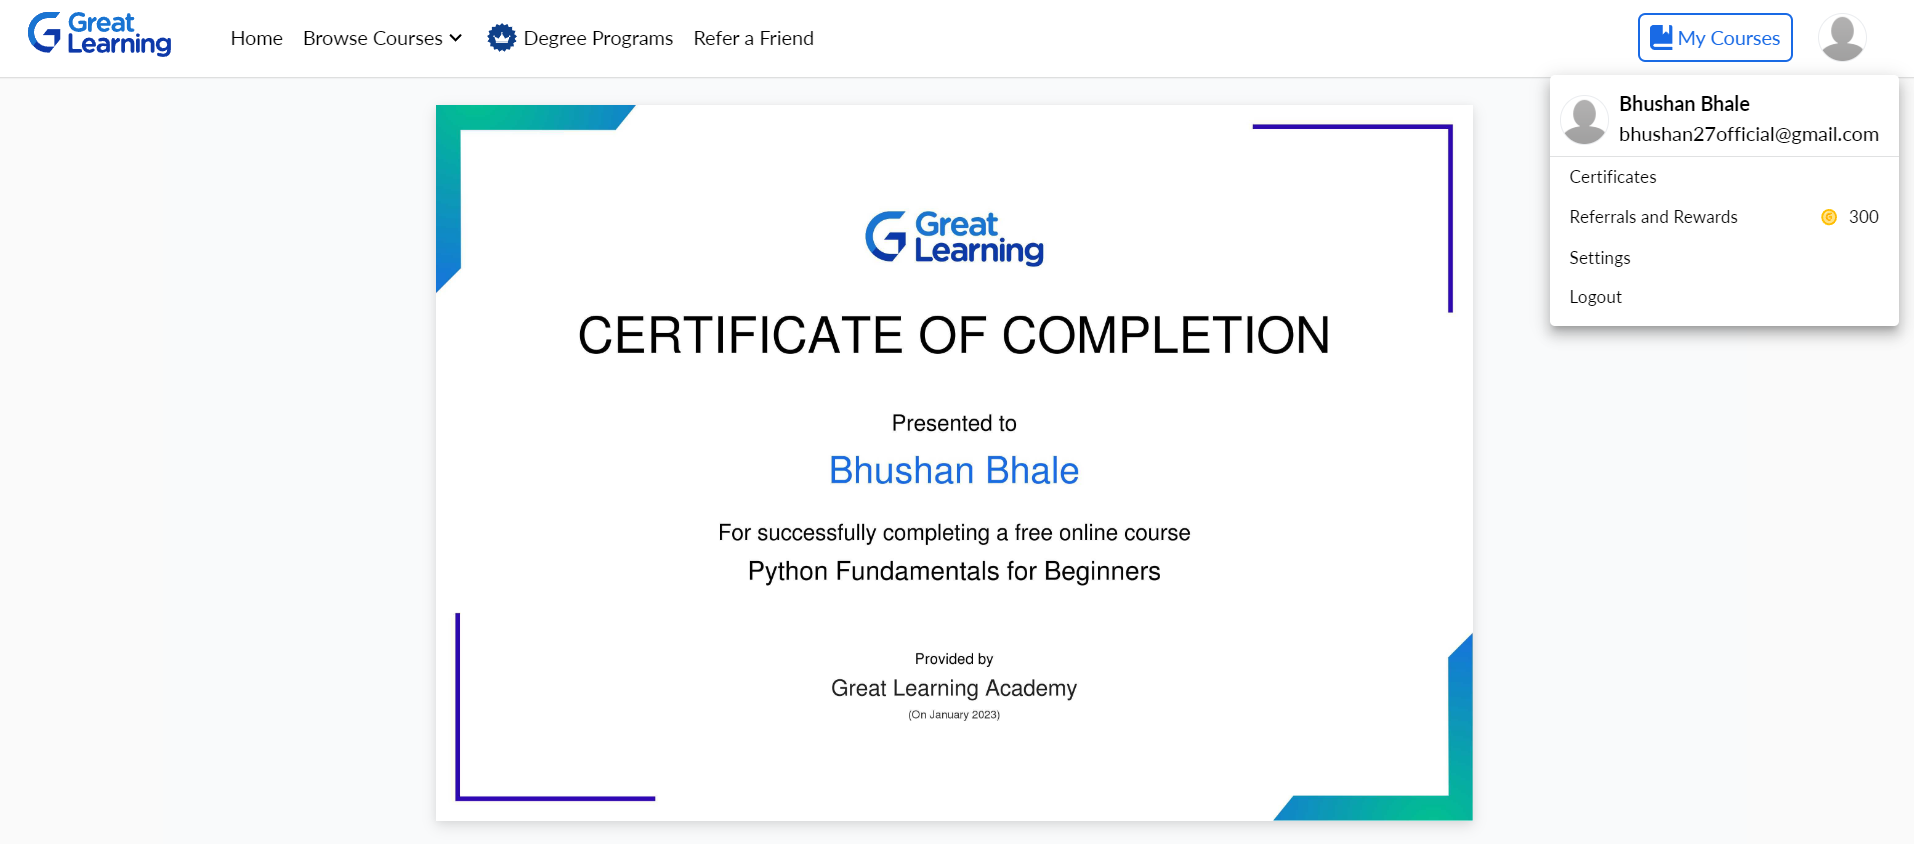 Great Learning
Home Browse Courses Degree Programs Refer a Friend
My Courses
Bhushan Bhale
bhushan27official@gmail.com
Certificates
Referrals and Rewards 300
Settings
Logout
Great Learning
CERTIFICATE OF COMPLETION
Presented to
Bhushan Bhale
For successfully completing a free online course
Python Fundamentals for Beginners
Provided by
Great Learning Academy
(On January 2023)